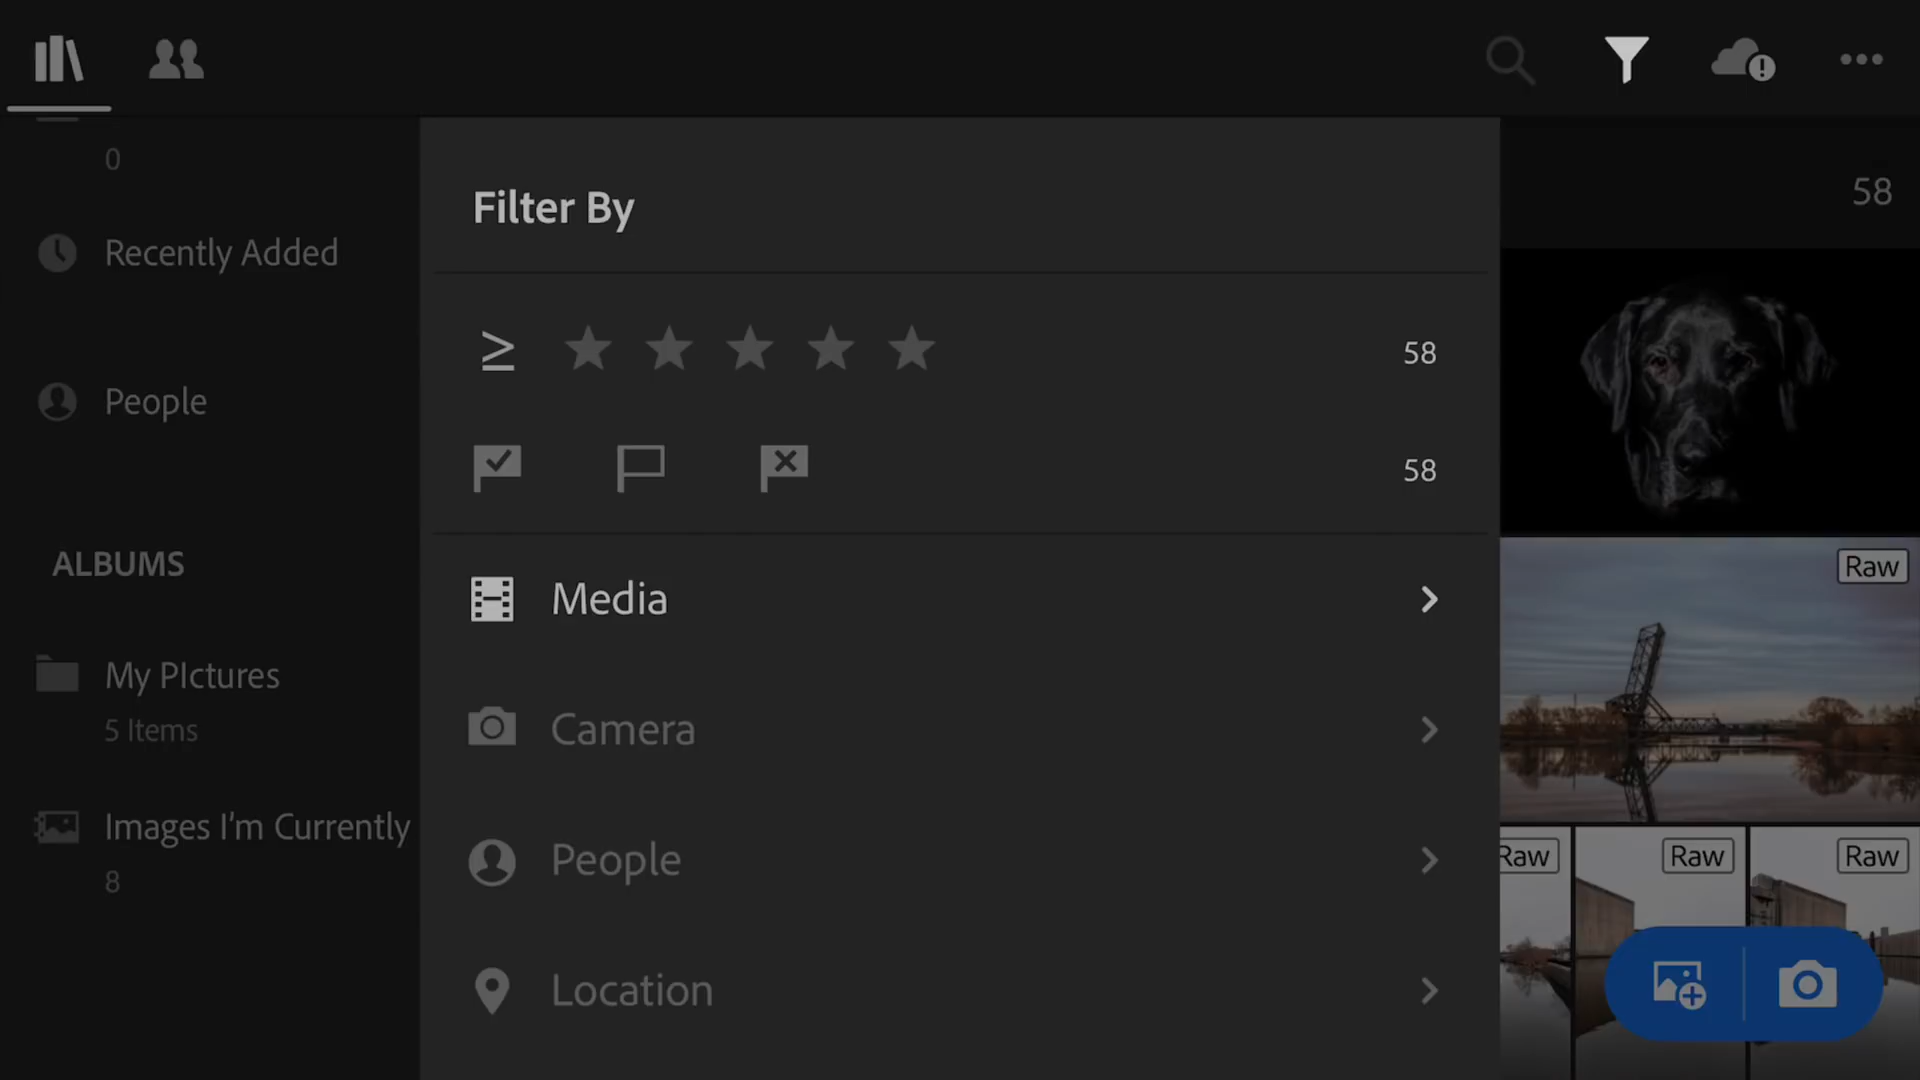 0
Recently Added
People
ALBUMS
My PIctures
5 Items
Images I'm Currently
8
Filter By
≥
58
58
Media
Camera
People
Location
58
Raw
Raw
Raw
Raw